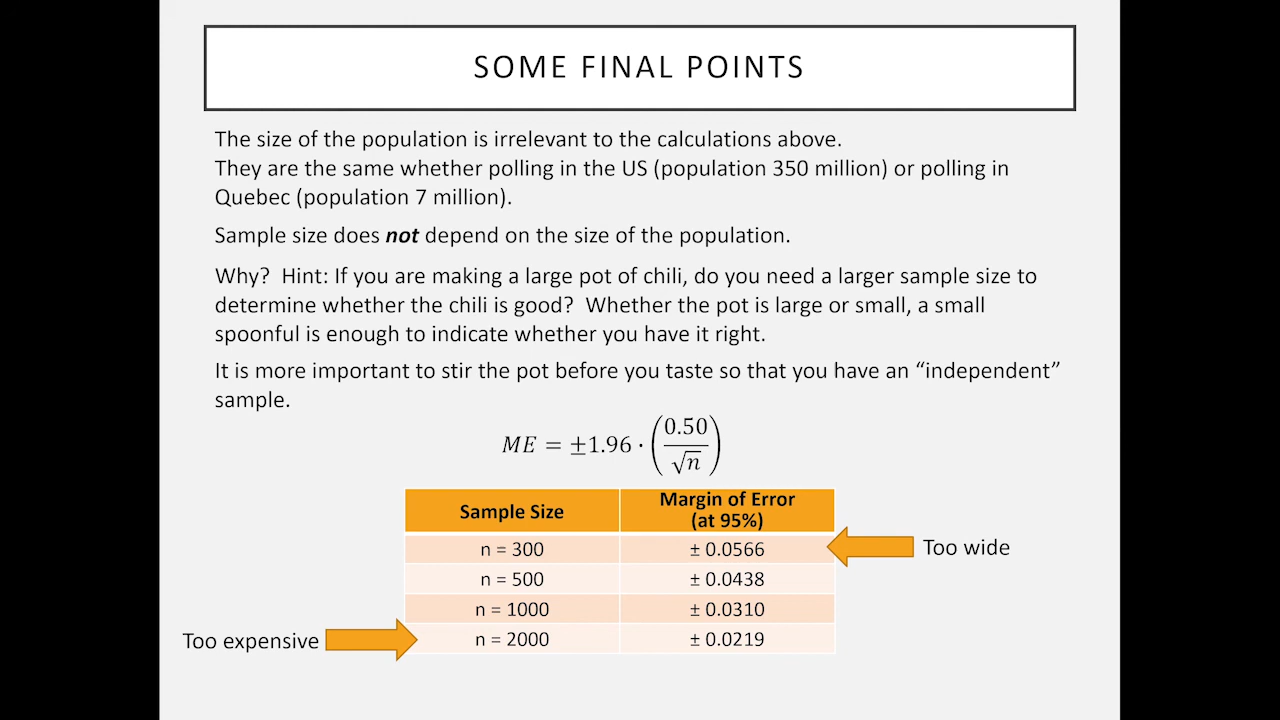 SOME FINAL POINTS
The size of the population is irrelevant to the calculations above.
They are the same whether polling in the US (population 350 million) or polling in
Quebec (population 7 million).
Sample size does not depend on the size of the population.
Why?  Hint: If you are making a large pot of chili, do you need a larger sample size to
determine whether the chili is good?  Whether the pot is large or small, a small
spoonful is enough to indicate whether you have it right.
It is more important to stir the pot before you taste so that you have an “independent”
sample.
ME = ±1.96 · (0.50 / √n)
Sample Size Margin of Error
(at 95%)
n = 300 ± 0.0566 Too wide
n = 500 ± 0.0438
n = 1000 ± 0.0310
Too expensive n = 2000 ± 0.0219